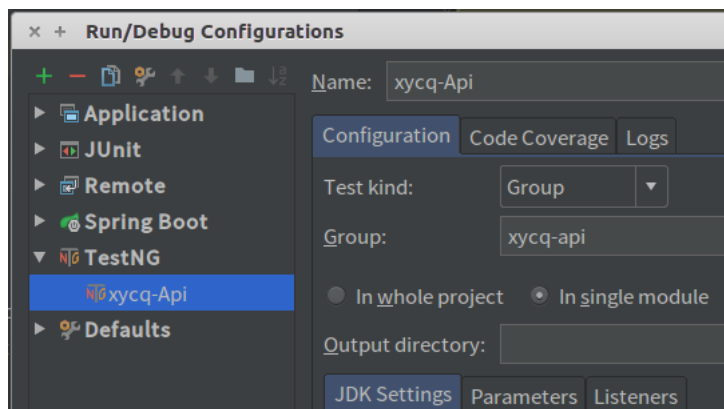 Run/Debug Configurations
Name: xycq-Api
Application
Configuration Code Coverage Logs
JUnit
Remote
Test kind: Group
Spring Boot
Group: xycq-api
TestNG
xycq-Api
In whole project In single module
Defaults
Output directory:
JDK Settings Parameters Listeners